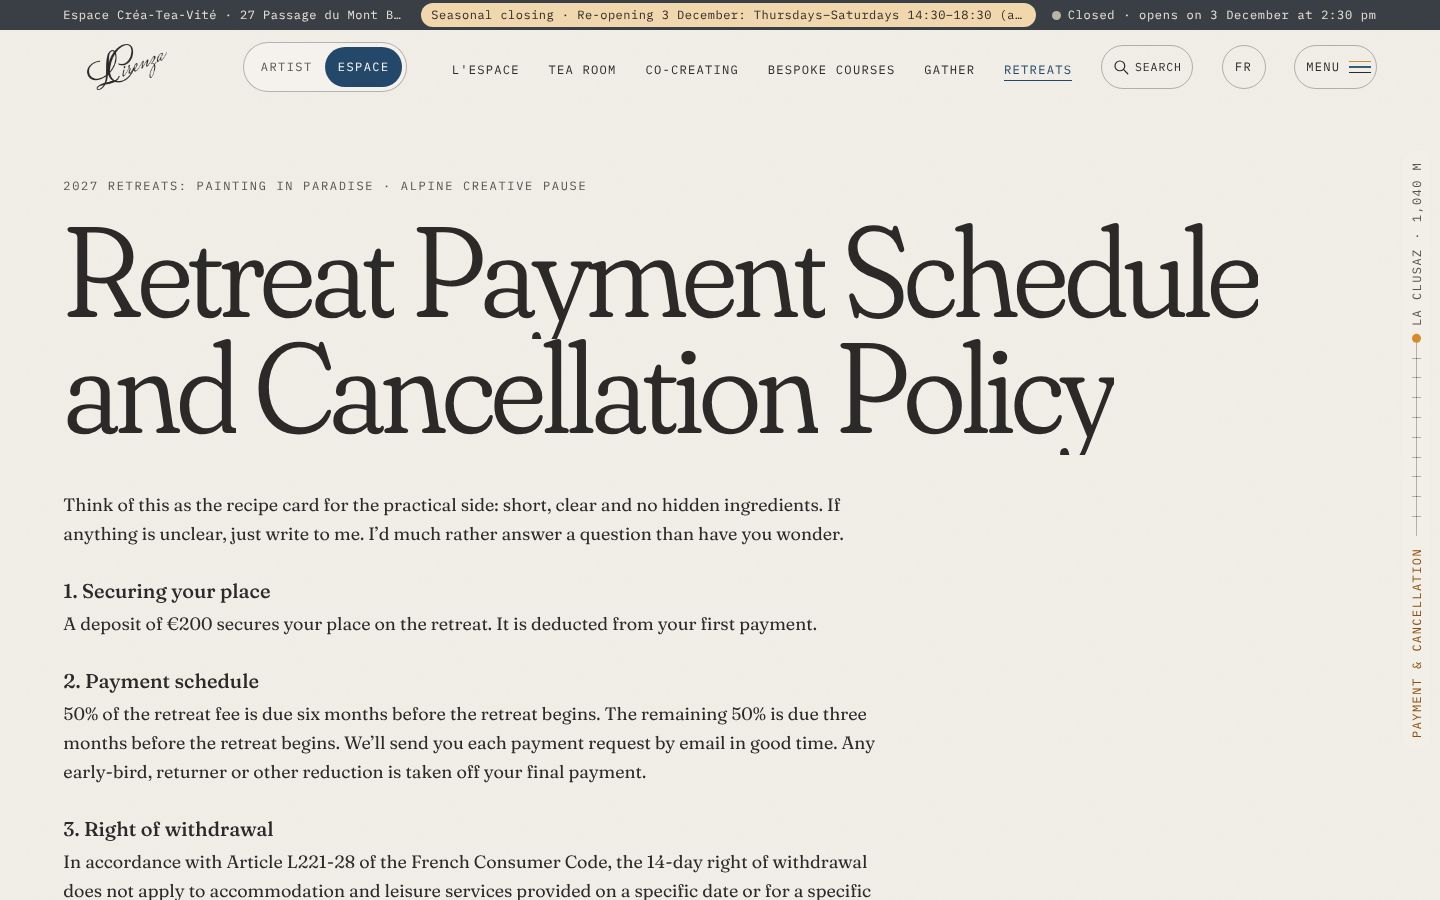 Espace Créa-Tea-Vité · 27 Passage du Mont B…
Seasonal closing · Re-opening 3 December: Thursdays–Saturdays 14:30–18:30 (a…
Closed · opens on 3 December at 2:30 pm
Lirenza
ARTIST
ESPACE
L'ESPACE
TEA ROOM
CO-CREATING
BESPOKE COURSES
GATHER
RETREATS
SEARCH
FR
MENU
2027 RETREATS: PAINTING IN PARADISE · ALPINE CREATIVE PAUSE
Retreat Payment Schedule
and Cancellation Policy
Think of this as the recipe card for the practical side: short, clear and no hidden ingredients. If
anything is unclear, just write to me. I’d much rather answer a question than have you wonder.
1. Securing your place
A deposit of €200 secures your place on the retreat. It is deducted from your first payment.
2. Payment schedule
50% of the retreat fee is due six months before the retreat begins. The remaining 50% is due three
months before the retreat begins. We’ll send you each payment request by email in good time. Any
early-bird, returner or other reduction is taken off your final payment.
3. Right of withdrawal
In accordance with Article L221-28 of the French Consumer Code, the 14-day right of withdrawal
does not apply to accommodation and leisure services provided on a specific date or for a specific
LA CLUSAZ · 1,040 M
PAYMENT & CANCELLATION